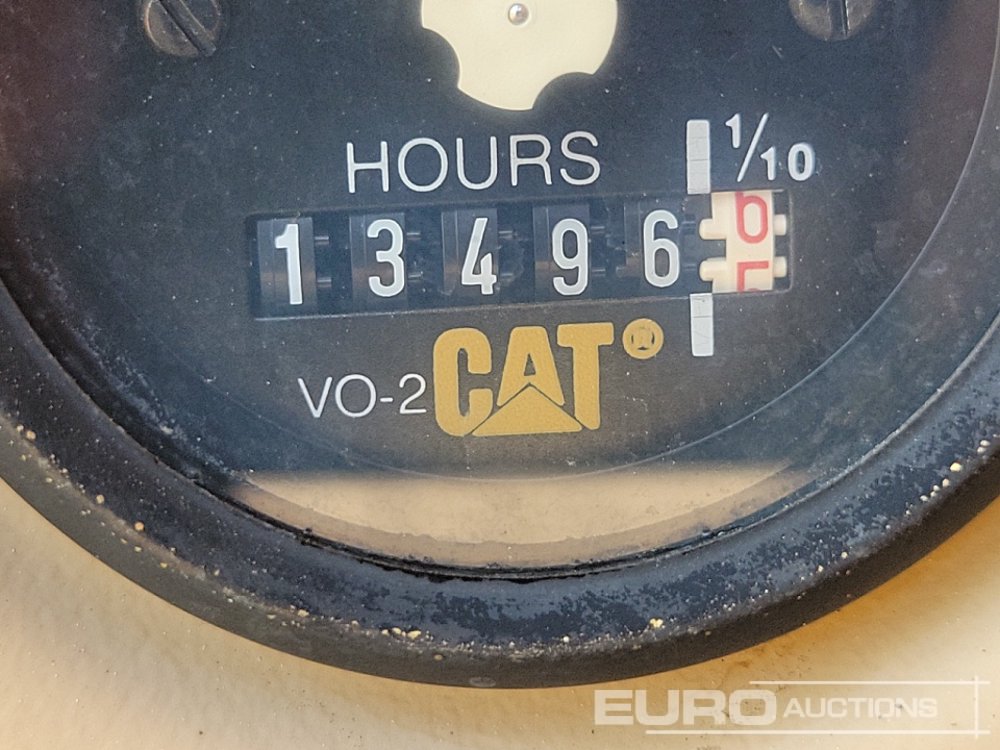 HOURS 1/10
13496
VO-2 CAT®
EURO AUCTIONS